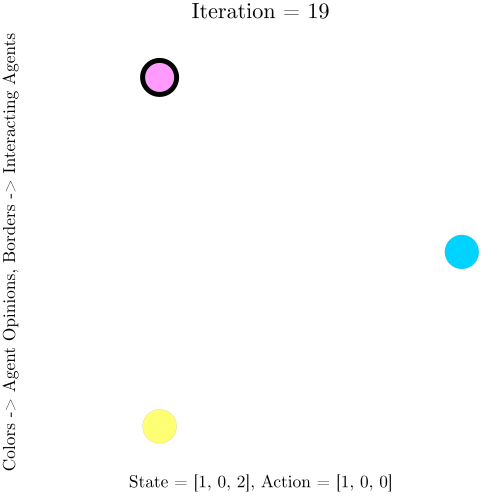 Iteration = 19
Colors -> Agent Opinions, Borders -> Interacting Agents
State = [1, 0, 2], Action = [1, 0, 0]